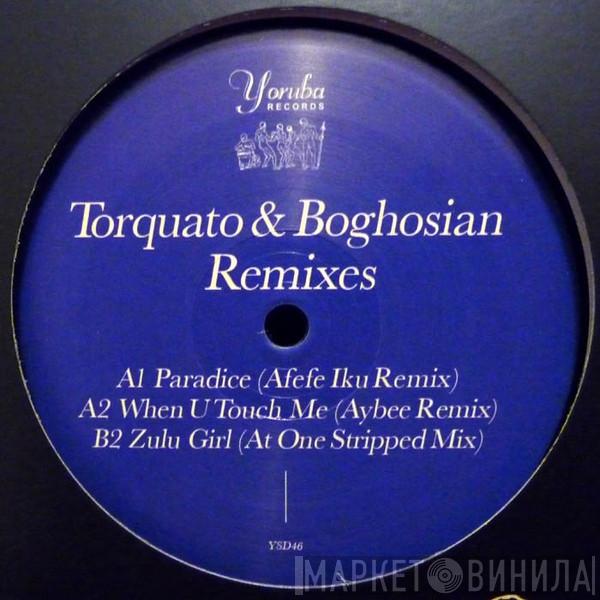 Yoruba
RECORDS
Torquato & Boghosian
Remixes
A1 Paradice (Afefe Iku Remix)
A2 When U Touch Me (Aybee Remix)
B2 Zulu Girl (At One Stripped Mix)
YSD46
МАРКЕТ ВИНИЛА